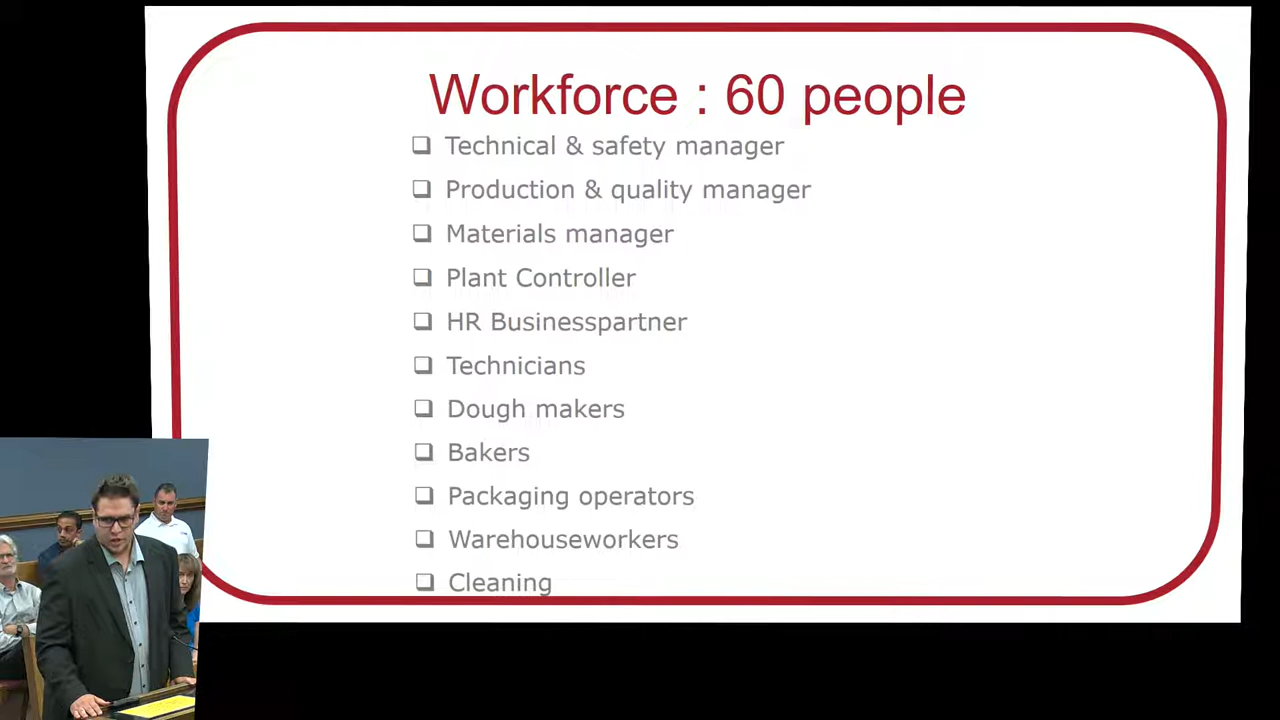 Workforce : 60 people
Technical & safety manager
Production & quality manager
Materials manager
Plant Controller
HR Businesspartner
Technicians
Dough makers
Bakers
Packaging operators
Warehouseworkers
Cleaning